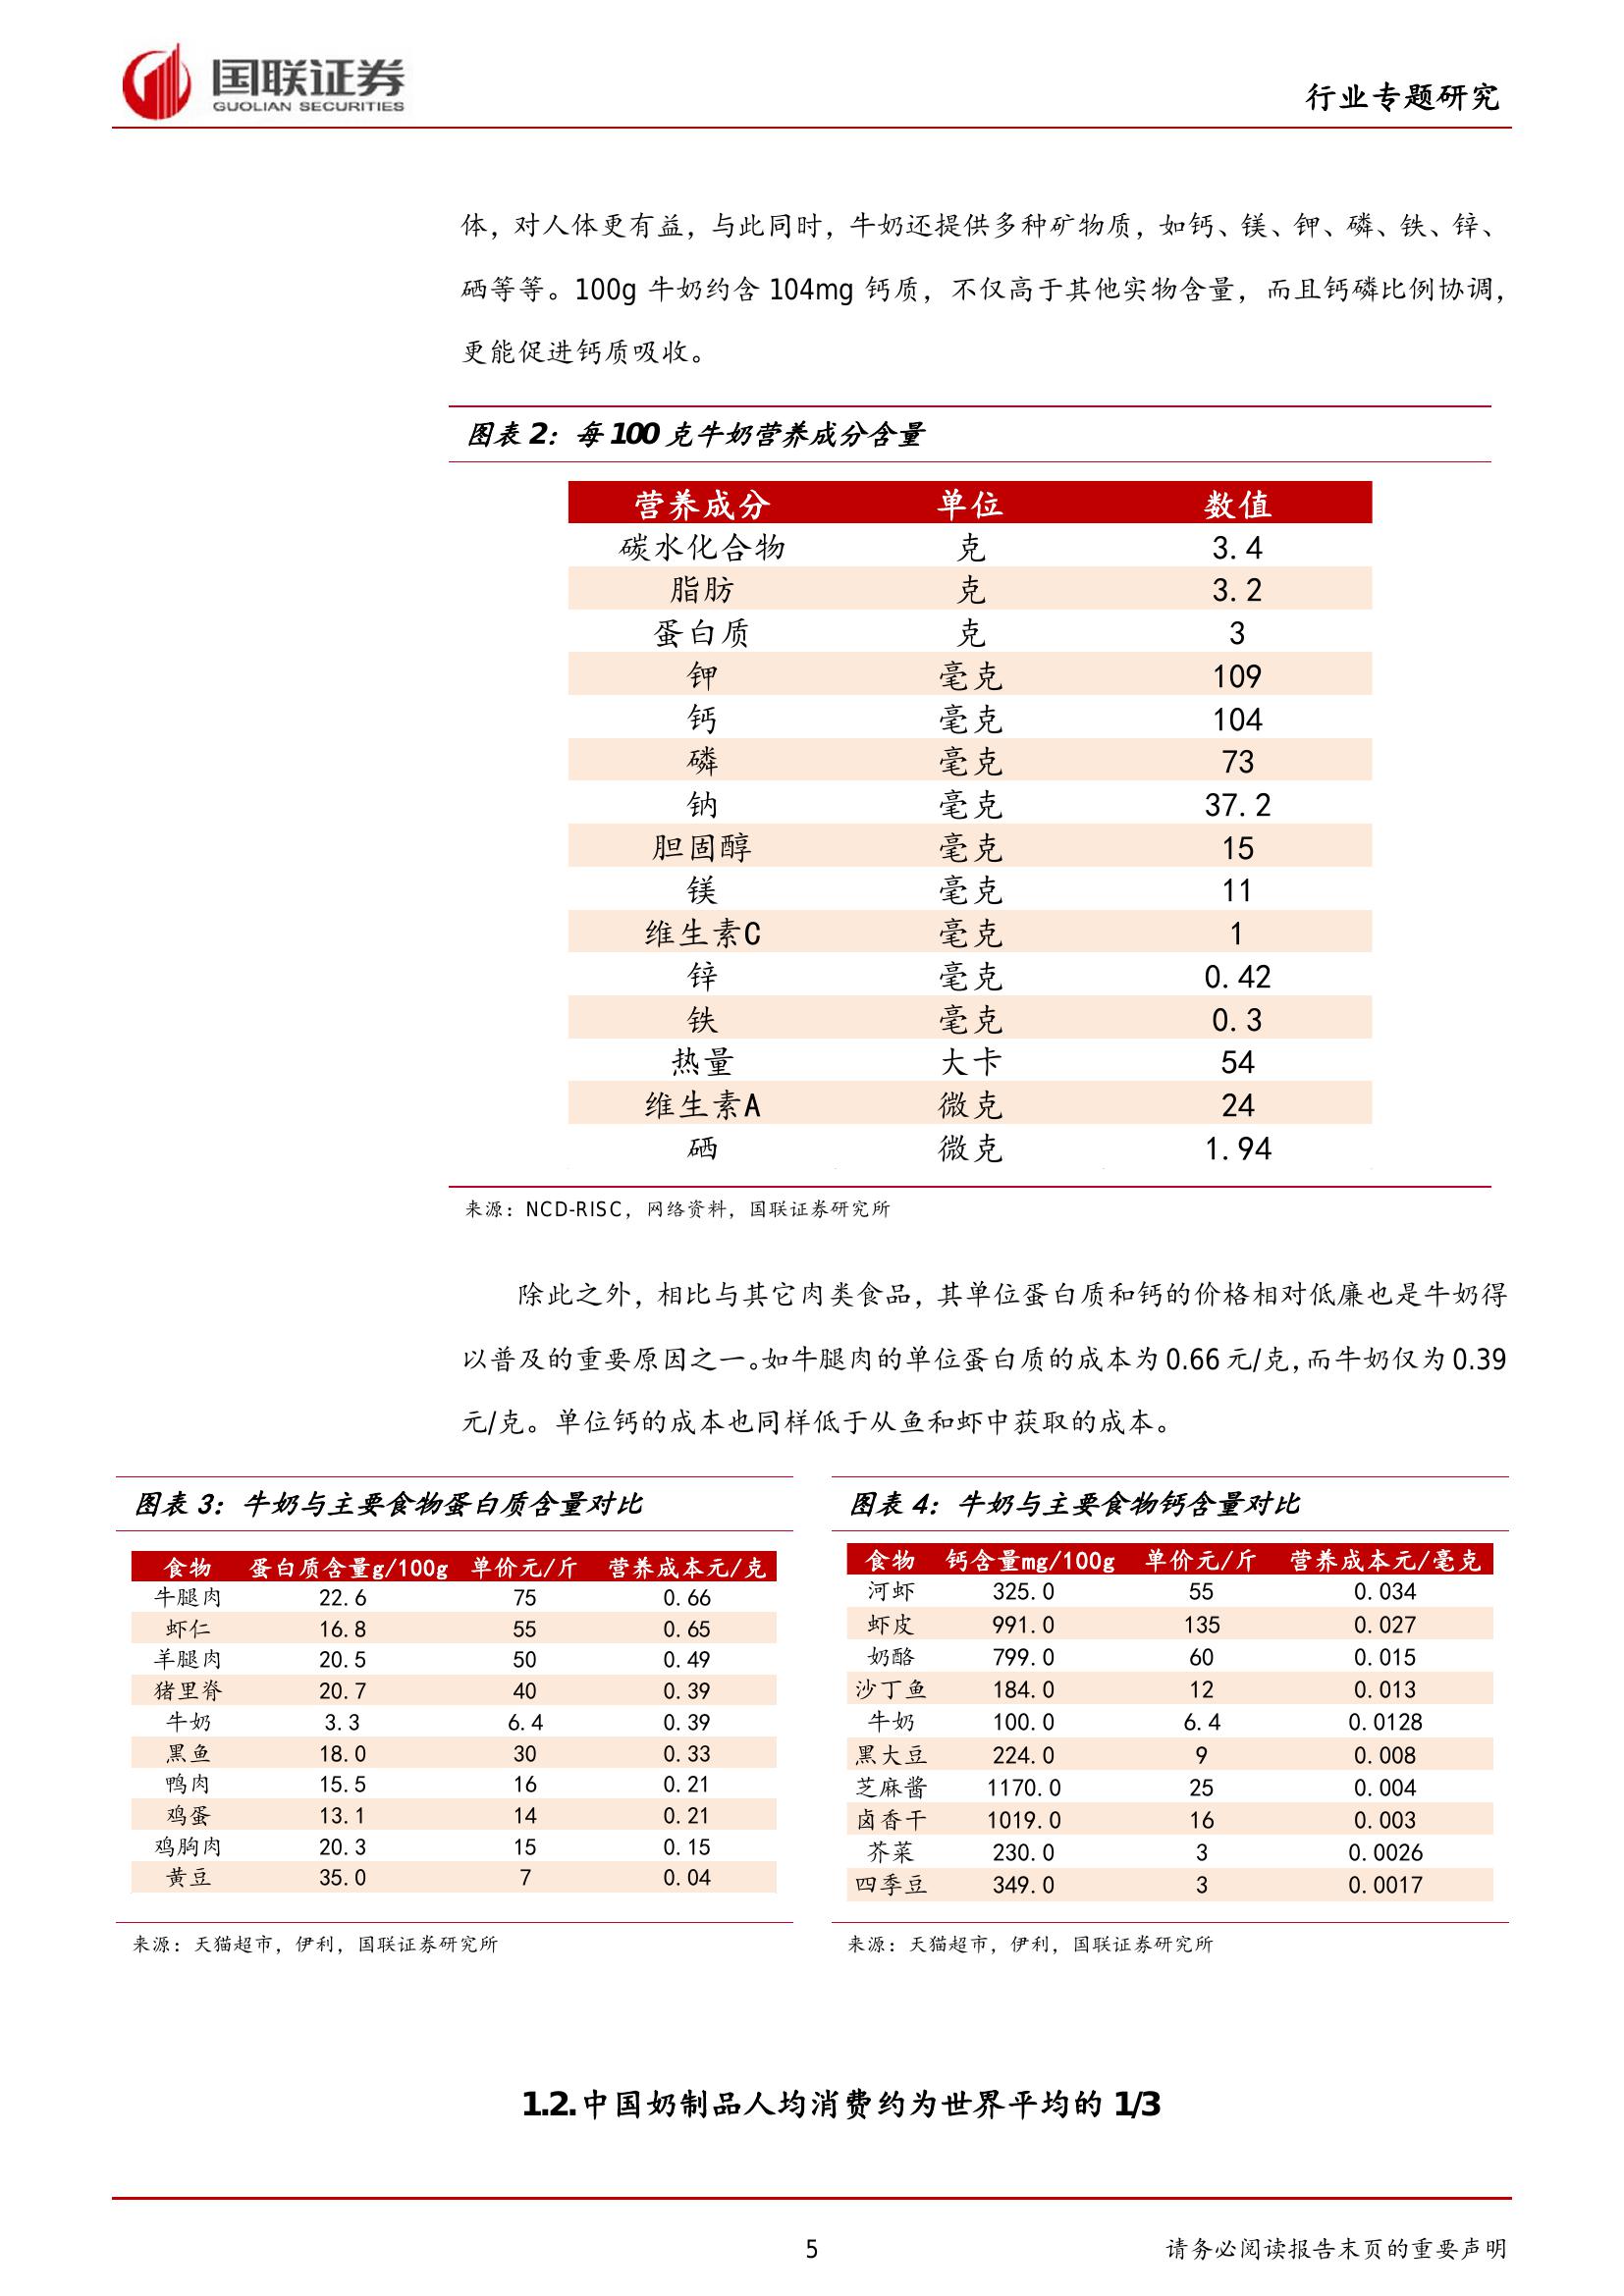 国联证券
GUOLIAN SECURITIES
行业专题研究
体，对人体更有益，与此同时，牛奶还提供多种矿物质，如钙、镁、钾、磷、铁、锌、
硒等等。100g 牛奶约含 104mg 钙质，不仅高于其他实物含量，而且钙磷比例协调，
更能促进钙质吸收。
图表 2：每 100 克牛奶营养成分含量
营养成分 单位 数值
碳水化合物 克 3.4
脂肪 克 3.2
蛋白质 克 3
钾 毫克 109
钙 毫克 104
磷 毫克 73
钠 毫克 37.2
胆固醇 毫克 15
镁 毫克 11
维生素C 毫克 1
锌 毫克 0.42
铁 毫克 0.3
热量 大卡 54
维生素A 微克 24
硒 微克 1.94
来源：NCD-RISC，网络资料，国联证券研究所
除此之外，相比与其它肉类食品，其单位蛋白质和钙的价格相对低廉也是牛奶得
以普及的重要原因之一。如牛腿肉的单位蛋白质的成本为 0.66 元/克，而牛奶仅为 0.39
元/克。单位钙的成本也同样低于从鱼和虾中获取的成本。
图表 3：牛奶与主要食物蛋白质含量对比
食物 蛋白质含量g/100g 单价元/斤 营养成本元/克
牛腿肉 22.6 75 0.66
虾仁 16.8 55 0.65
羊腿肉 20.5 50 0.49
猪里脊 20.7 40 0.39
牛奶 3.3 6.4 0.39
黑鱼 18.0 30 0.33
鸭肉 15.5 16 0.21
鸡蛋 13.1 14 0.21
鸡胸肉 20.3 15 0.15
黄豆 35.0 7 0.04
来源：天猫超市，伊利，国联证券研究所
图表 4：牛奶与主要食物钙含量对比
食物 钙含量mg/100g 单价元/斤 营养成本元/毫克
河虾 325.0 55 0.034
虾皮 991.0 135 0.027
奶酪 799.0 60 0.015
沙丁鱼 184.0 12 0.013
牛奶 100.0 6.4 0.0128
黑大豆 224.0 9 0.008
芝麻酱 1170.0 25 0.004
卤香干 1019.0 16 0.003
芥菜 230.0 3 0.0026
四季豆 349.0 3 0.0017
来源：天猫超市，伊利，国联证券研究所
1.2.中国奶制品人均消费约为世界平均的 1/3
5
请务必阅读报告末页的重要声明